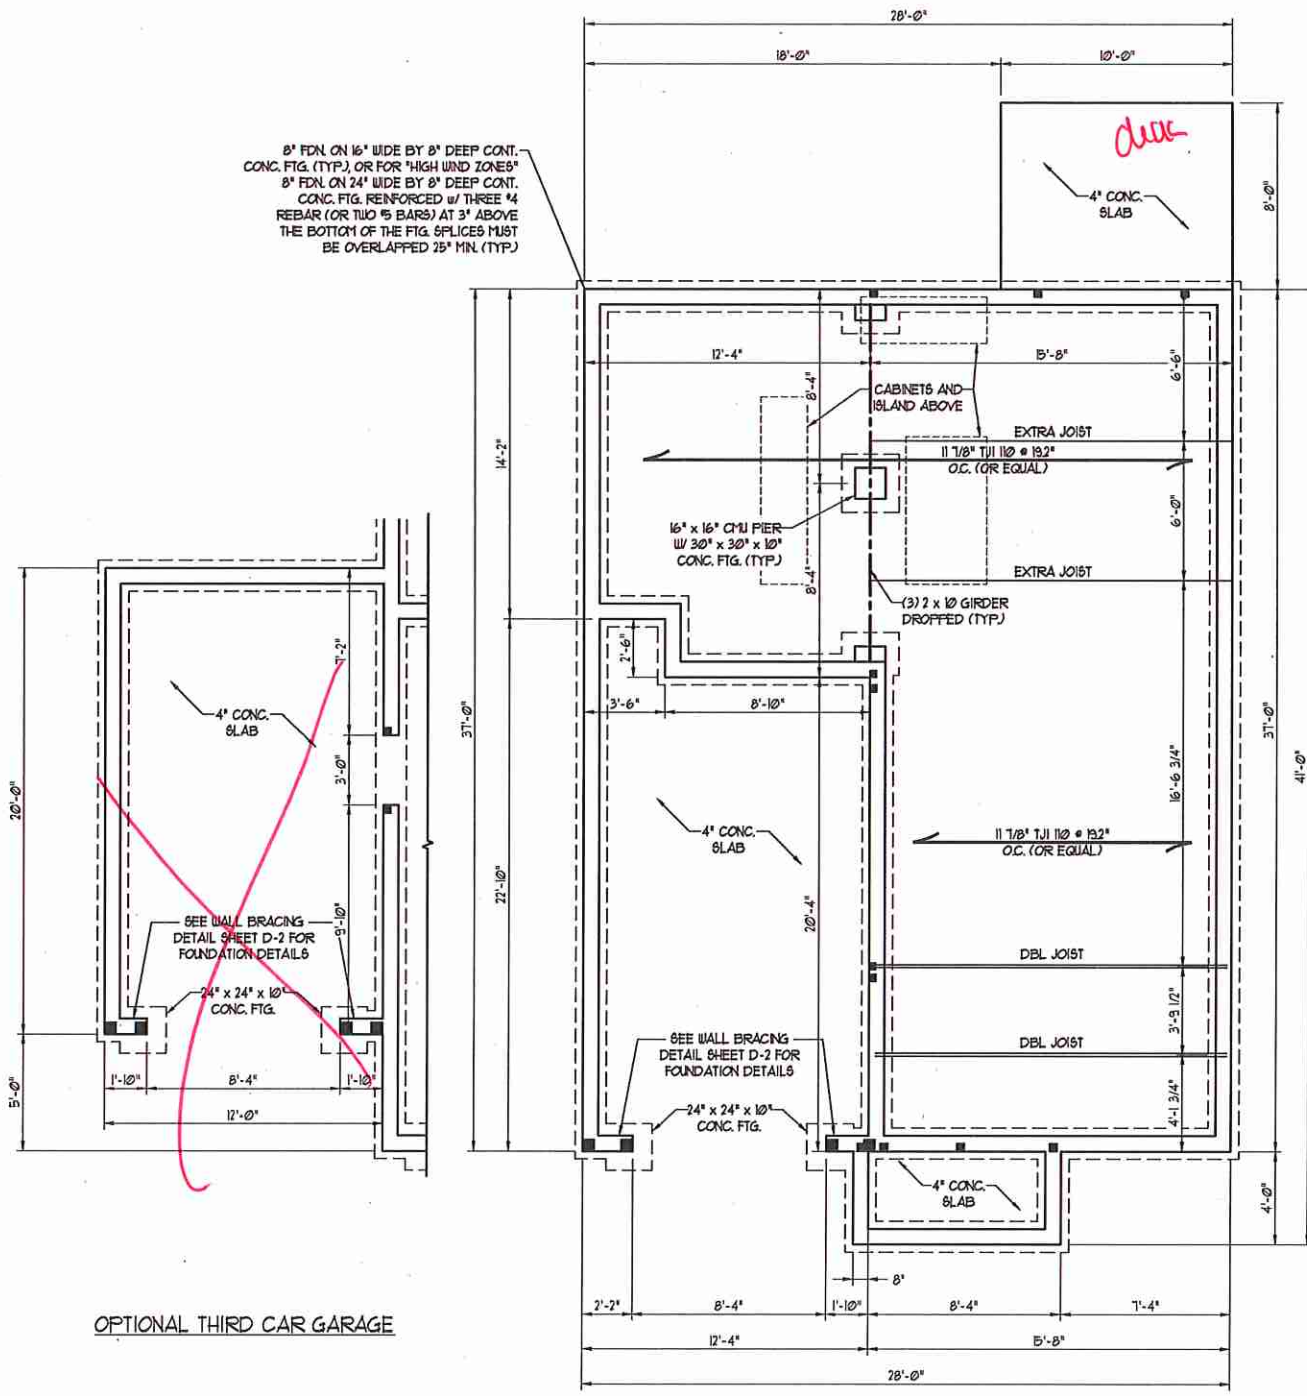 28'-0"
18'-0"
10'-0"
8" FDN. ON 16" WIDE BY 8" DEEP CONT.
CONC. FTG. (TYP.), OR FOR "HIGH WIND ZONES"
8" FDN. ON 24" WIDE BY 8" DEEP CONT.
CONC. FTG. REINFORCED w/ THREE #4
REBAR (OR TWO #5 BARS) AT 3" ABOVE
THE BOTTOM OF THE FTG. SPLICES MUST
BE OVERLAPPED 25" MIN. (TYP.)
4" CONC.
SLAB
8'-0"
12'-4"
15'-8"
8'-4"
6'-6"
CABINETS AND
ISLAND ABOVE
EXTRA JOIST
11 7/8" TJI 110 @ 19.2"
O.C. (OR EQUAL)
14'-2"
6'-0"
16" x 16" CMU PIER
W/ 30" x 30" x 10"
CONC. FTG. (TYP.)
EXTRA JOIST
8'-4"
(3) 2 x 10 GIRDER
DROPPED (TYP.)
2'-6"
3'-6"
8'-10"
37'-0"
37'-0"
41'-0"
7'-2"
4" CONC.
SLAB
3'-0"
20'-0"
16'-6 3/4"
4" CONC.
SLAB
11 7/8" TJI 110 @ 19.2"
O.C. (OR EQUAL)
22'-10"
20'-4"
9'-10"
SEE WALL BRACING
DETAIL SHEET D-2 FOR
FOUNDATION DETAILS
24" x 24" x 10"
CONC. FTG.
DBL JOIST
3'-9 1/2"
DBL JOIST
SEE WALL BRACING
DETAIL SHEET D-2 FOR
FOUNDATION DETAILS
24" x 24" x 10"
CONC. FTG.
4'-1 3/4"
5'-0"
1'-10"
8'-4"
1'-10"
12'-0"
4" CONC.
SLAB
4'-0"
8"
2'-2"
8'-4"
1'-10"
8'-4"
7'-4"
12'-4"
15'-8"
28'-0"
OPTIONAL THIRD CAR GARAGE